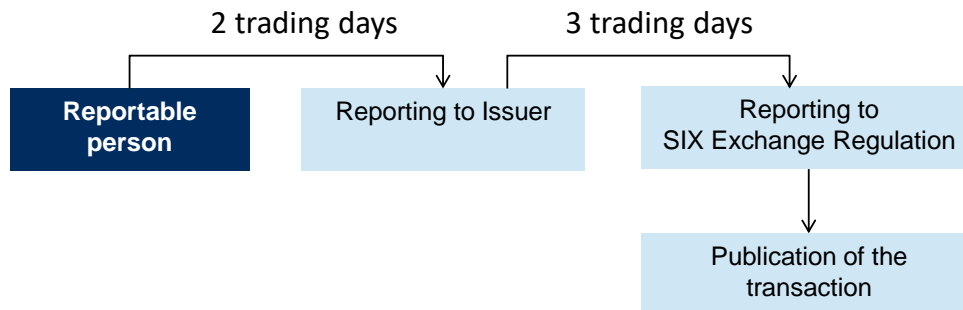 2 trading days
3 trading days
Reportable
person
Reporting to Issuer
Reporting to
SIX Exchange Regulation
Publication of the
transaction